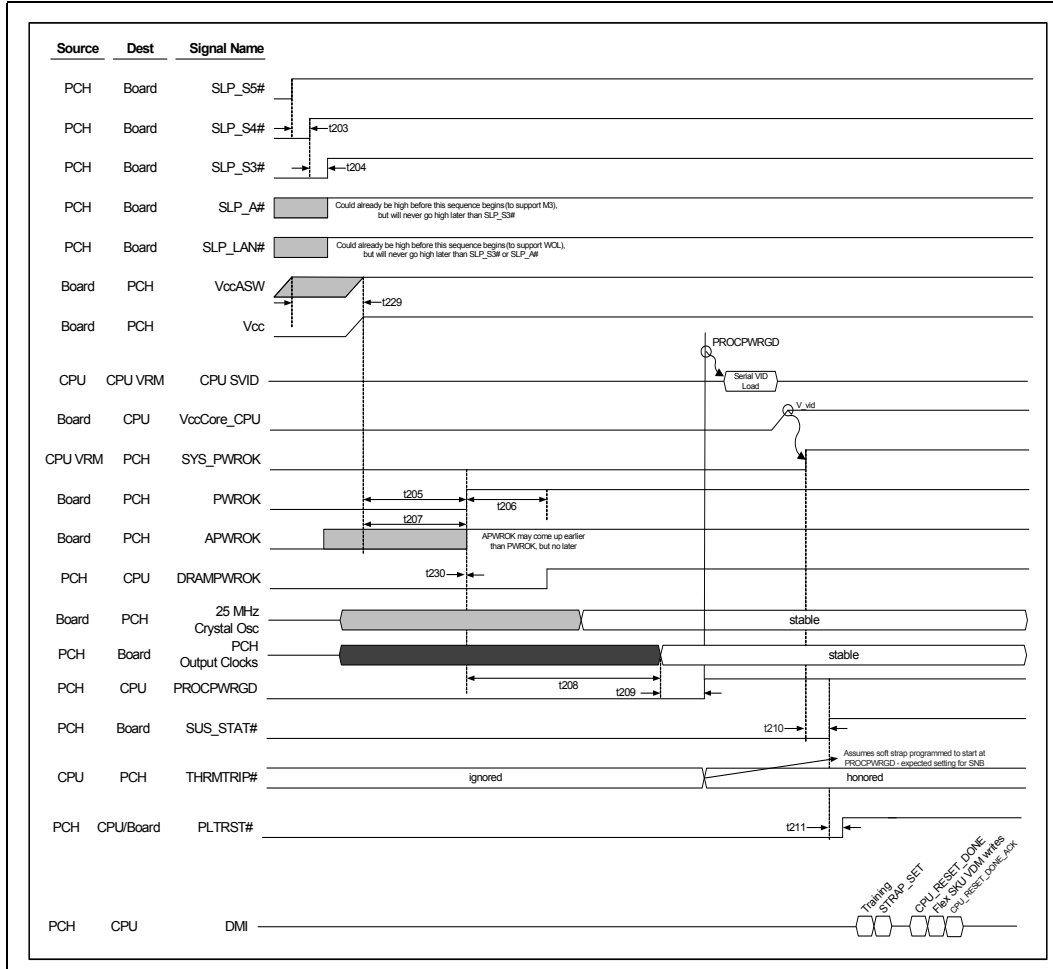 Source Dest Signal Name
PCH Board SLP_S5#
PCH Board SLP_S4# t203
PCH Board SLP_S3# t204
PCH Board SLP_A# Could already be high before this sequence begins (to support M3),
but will never go high later than SLP_S3#
PCH Board SLP_LAN# Could already be high before this sequence begins (to support WOL),
but will never go high later than SLP_S3# or SLP_A#
Board PCH VccASW
t229
Board PCH Vcc
PROCPWRGD
CPU CPU VRM CPU SVID Serial VID
Load
Board CPU VccCore_CPU V_vid
CPU VRM PCH SYS_PWROK
Board PCH PWROK t205 t206
t207
Board PCH APWROK APWROK may come up earlier
than PWROK, but no later
PCH CPU DRAMPWROK t230
Board PCH 25 MHz
Crystal Osc stable
PCH Board PCH
Output Clocks stable
t208
PCH CPU PROCPWRGD t209
PCH Board SUS_STAT# t210
Assumes soft strap programmed to start at
PROCPWRGD - expected setting for SNB
CPU PCH THRMTRIP# ignored honored
PCH CPU/Board PLTRST# t211
Training
STRAP_SET
CPU_RESET_DONE
Flex SKU VDM writes
CPU_RESET_DONE_ACK
PCH CPU DMI